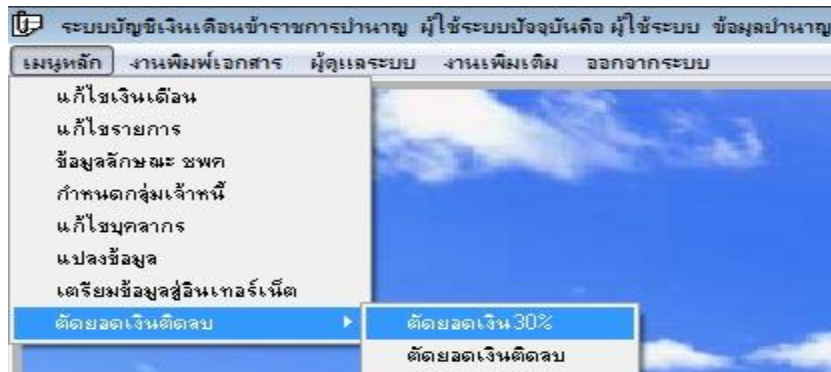 ระบบบัญชีเงินเดือนข้าราชการบำนาญ ผู้ใช้ระบบปัจจุบันคือ ผู้ใช้ระบบ ข้อมูลบำนาญ
เมนูหลัก งานพิมพ์เอกสาร ผู้ดูแลระบบ งานเพิ่มเติม ออกจากระบบ
แก้ไขเงินเดือน
แก้ไขรายการ
ข้อมูลลักษณะ ชพค
กำหนดกลุ่มเจ้าหนี้
แก้ไขบุคลากร
แปลงข้อมูล
เตรียมข้อมูลสู่อินเทอร์เน็ต
ตัดยอดเงินติดลบ ตัดยอดเงิน 30%
ตัดยอดเงินติดลบ